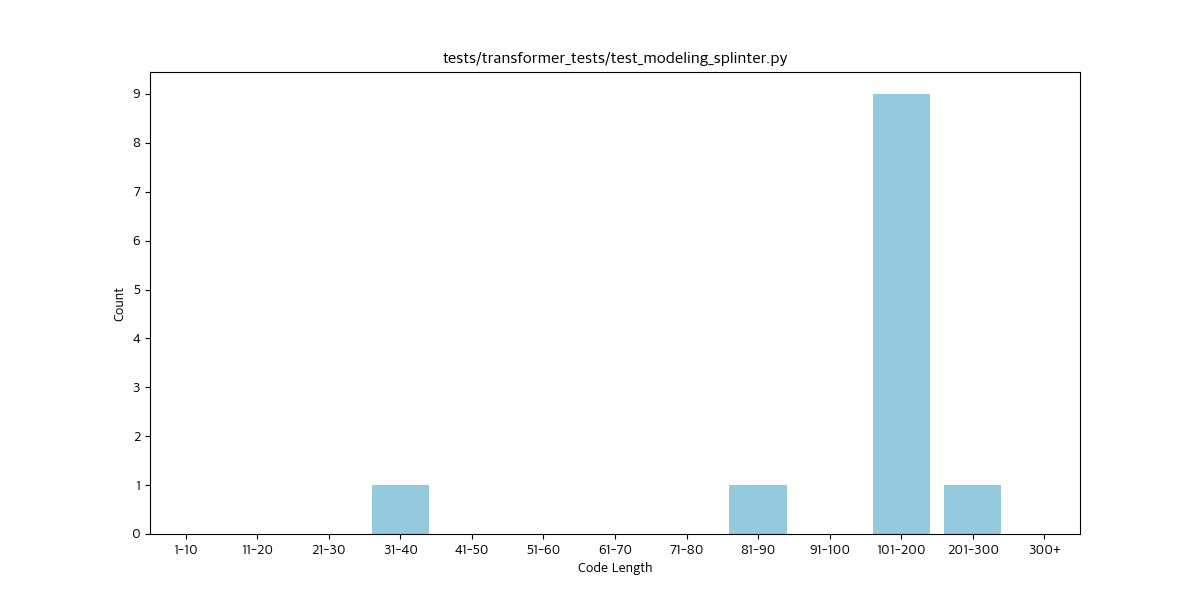 tests/transformer_tests/test_modeling_splinter.py
9
8
7
6
5
4
3
2
1
0
Count
1-10 11-20 21-30 31-40 41-50 51-60 61-70 71-80 81-90 91-100 101-200 201-300 300+
Code Length